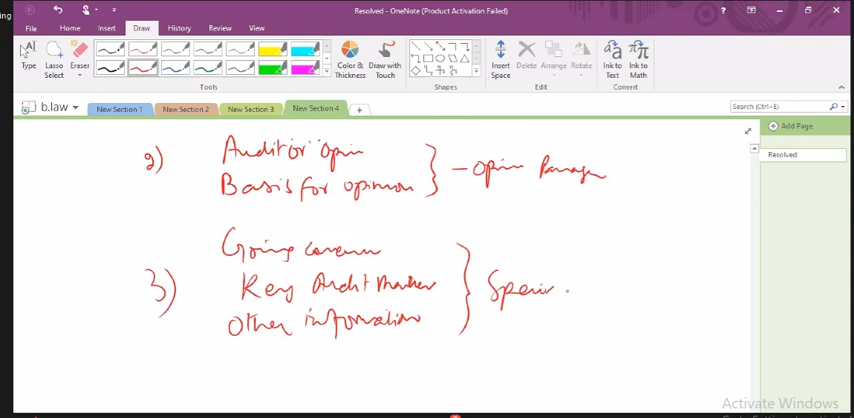 ing
Resolved - OneNote (Product Activation Failed)
File Home Insert Draw History Review View
Type
Lasso Select
Eraser
Color & Thickness
Draw with Touch
Insert Space
Delete
Arrange
Rotate
Ink to Text
Ink to Math
Tools
Shapes
Edit
Convert
b.law
New Section 1
New Section 2
New Section 3
New Section 4
Search (Ctrl+E)
Add Page
Resolved
2) Auditor Opin
Basis for opinion
- opin
3) Going concern
Key Audit Matter
Other information
Activate Windows